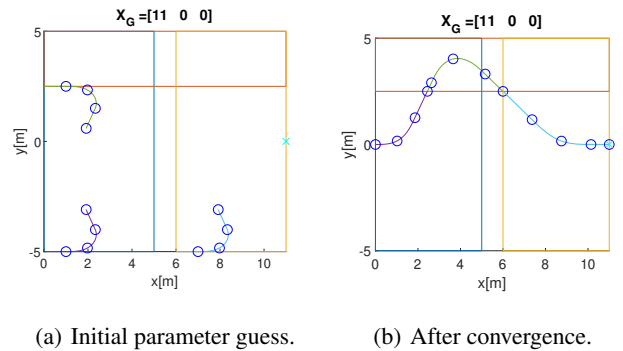 X_G =[11 0 0]
5
0
-5
y[m]
0 2 4 6 8 10
x[m]
(a) Initial parameter guess.
X_G =[11 0 0]
5
0
-5
y[m]
0 2 4 6 8 10
x[m]
(b) After convergence.